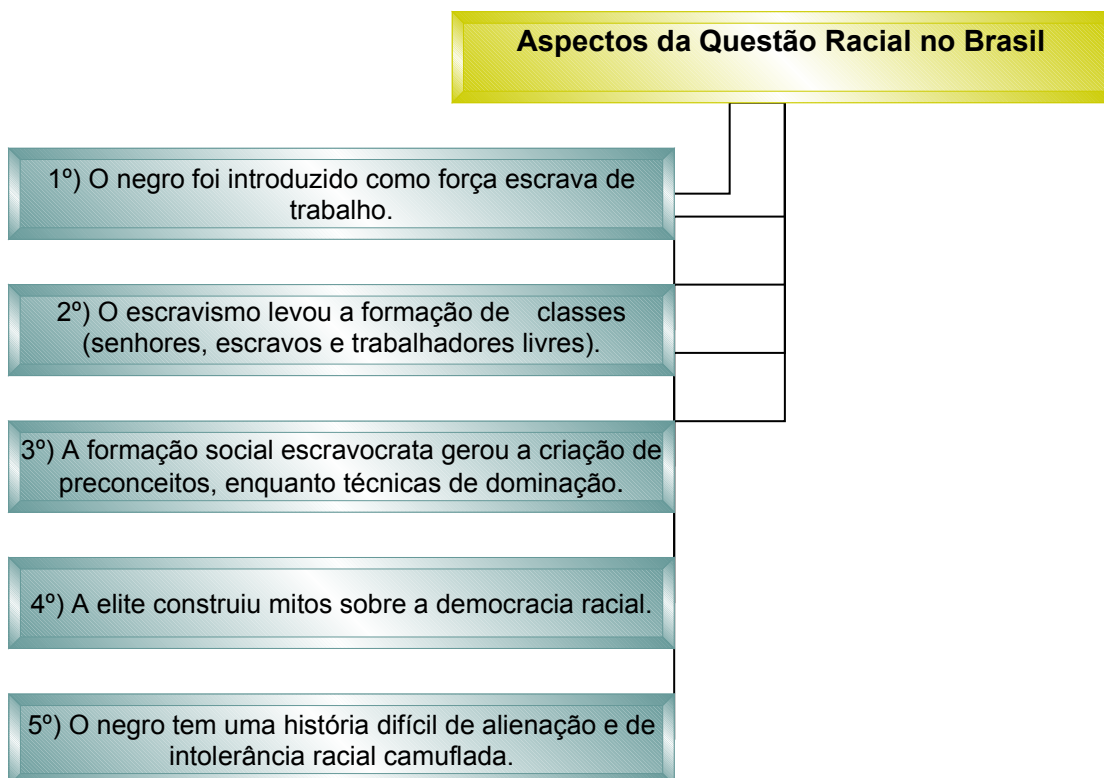 Aspectos da Questão Racial no Brasil
1º) O negro foi introduzido como força escrava de
trabalho.
2º) O escravismo levou a formação de classes
(senhores, escravos e trabalhadores livres).
3º) A formação social escravocrata gerou a criação de
preconceitos, enquanto técnicas de dominação.
4º) A elite construiu mitos sobre a democracia racial.
5º) O negro tem uma história difícil de alienação e de
intolerância racial camuflada.